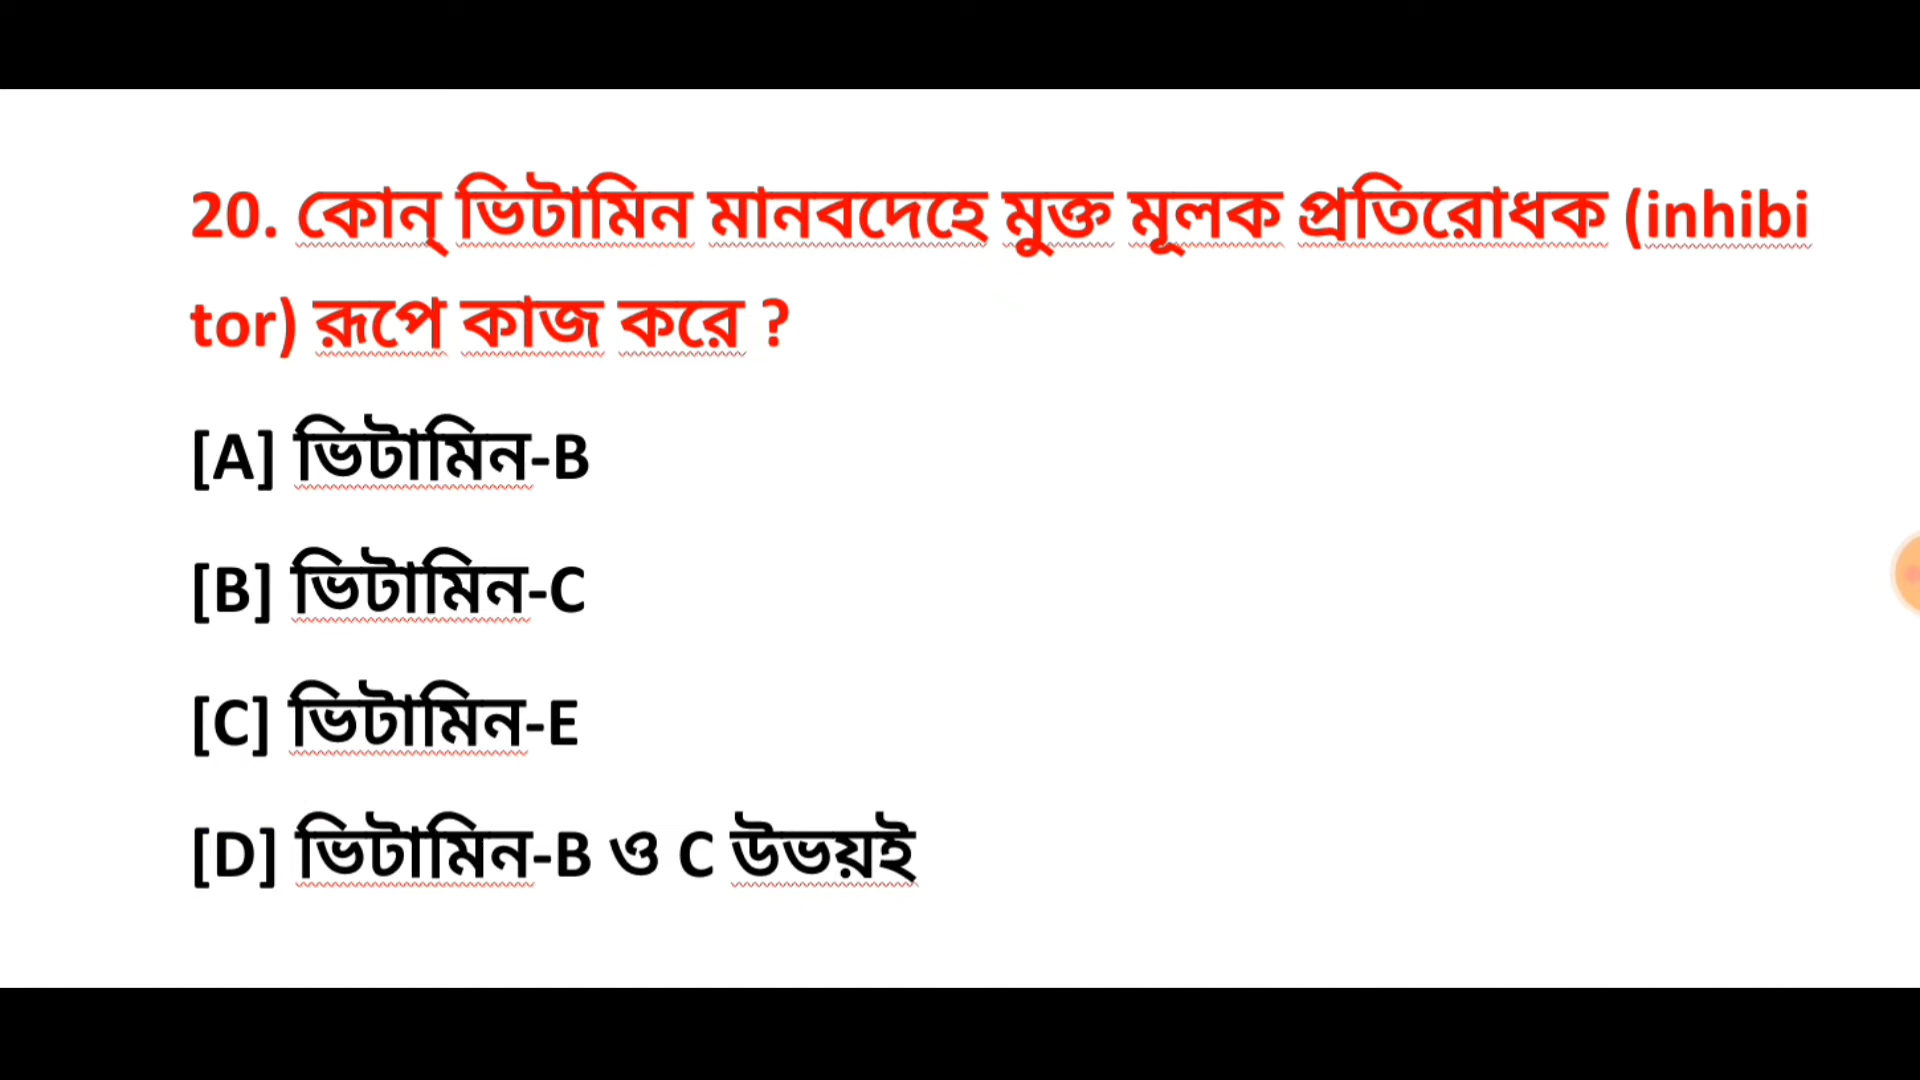 20. কোন্ ভিটামিন মানবদেহে মুক্ত মূলক প্রতিরোধক (inhibi
tor) রূপে কাজ করে ?
[A] ভিটামিন-B
[B] ভিটামিন-C
[C] ভিটামিন-E
[D] ভিটামিন-B ও C উভয়ই